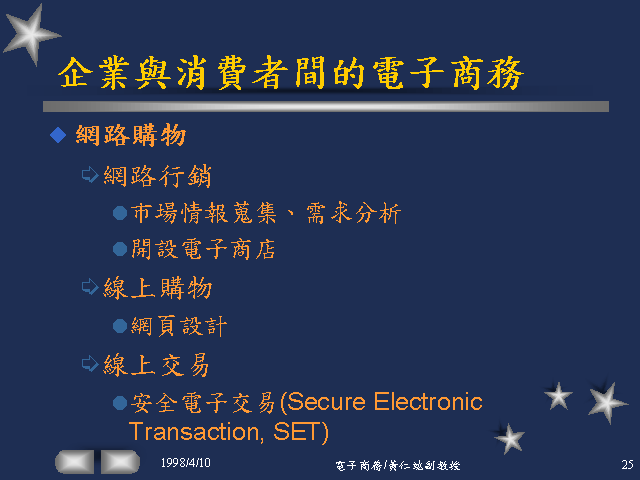 企業與消費者間的電子商務
網路購物
網路行銷
市場情報蒐集、需求分析
開設電子商店
線上購物
網頁設計
線上交易
安全電子交易(Secure Electronic
Transaction, SET)
1998/4/10
電子商務/黃仁竑副教授
25